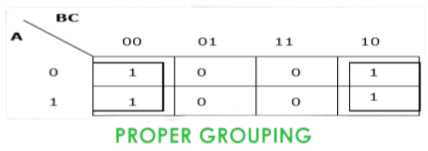 BC
A
00 01 11 10
0 1 0 0 1
1 1 0 0 1
PROPER GROUPING